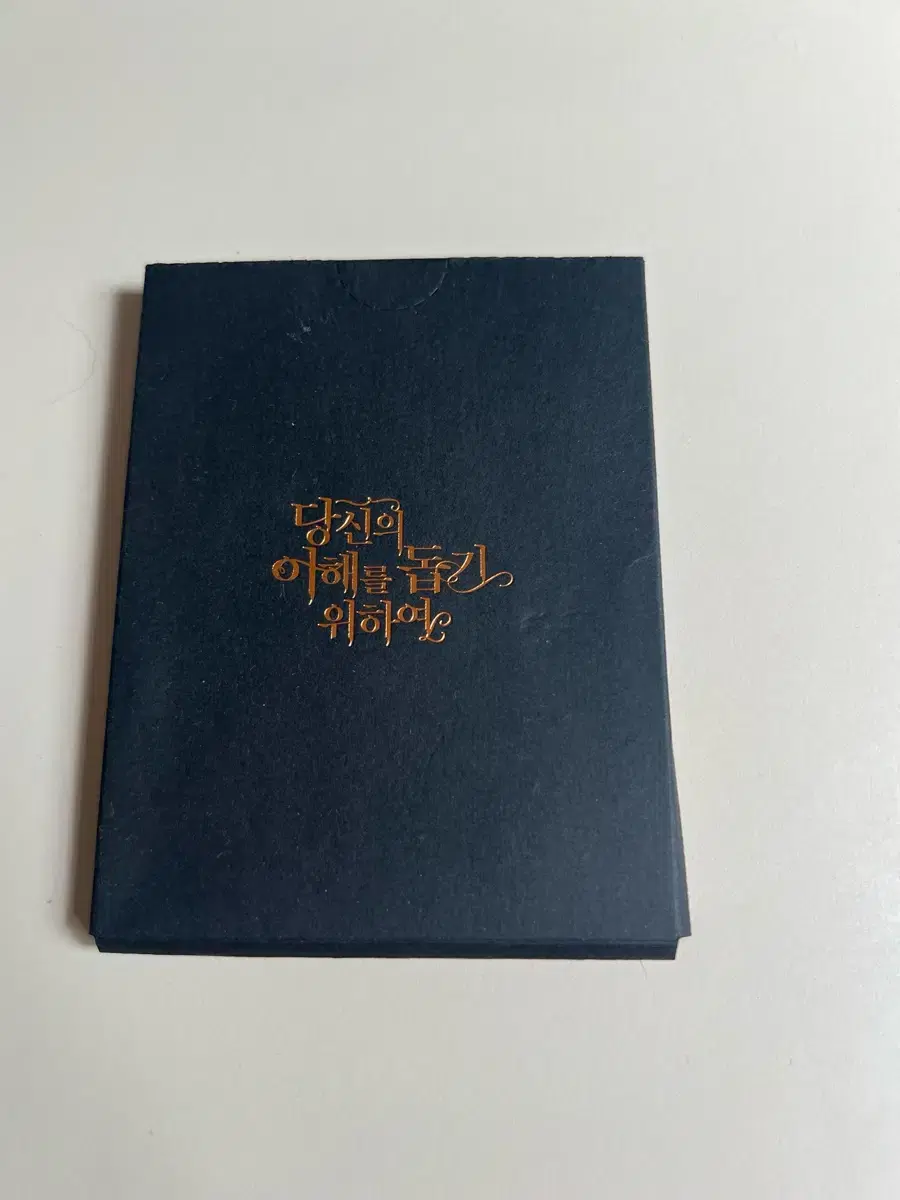 당신의
이해를 돕기
위하여